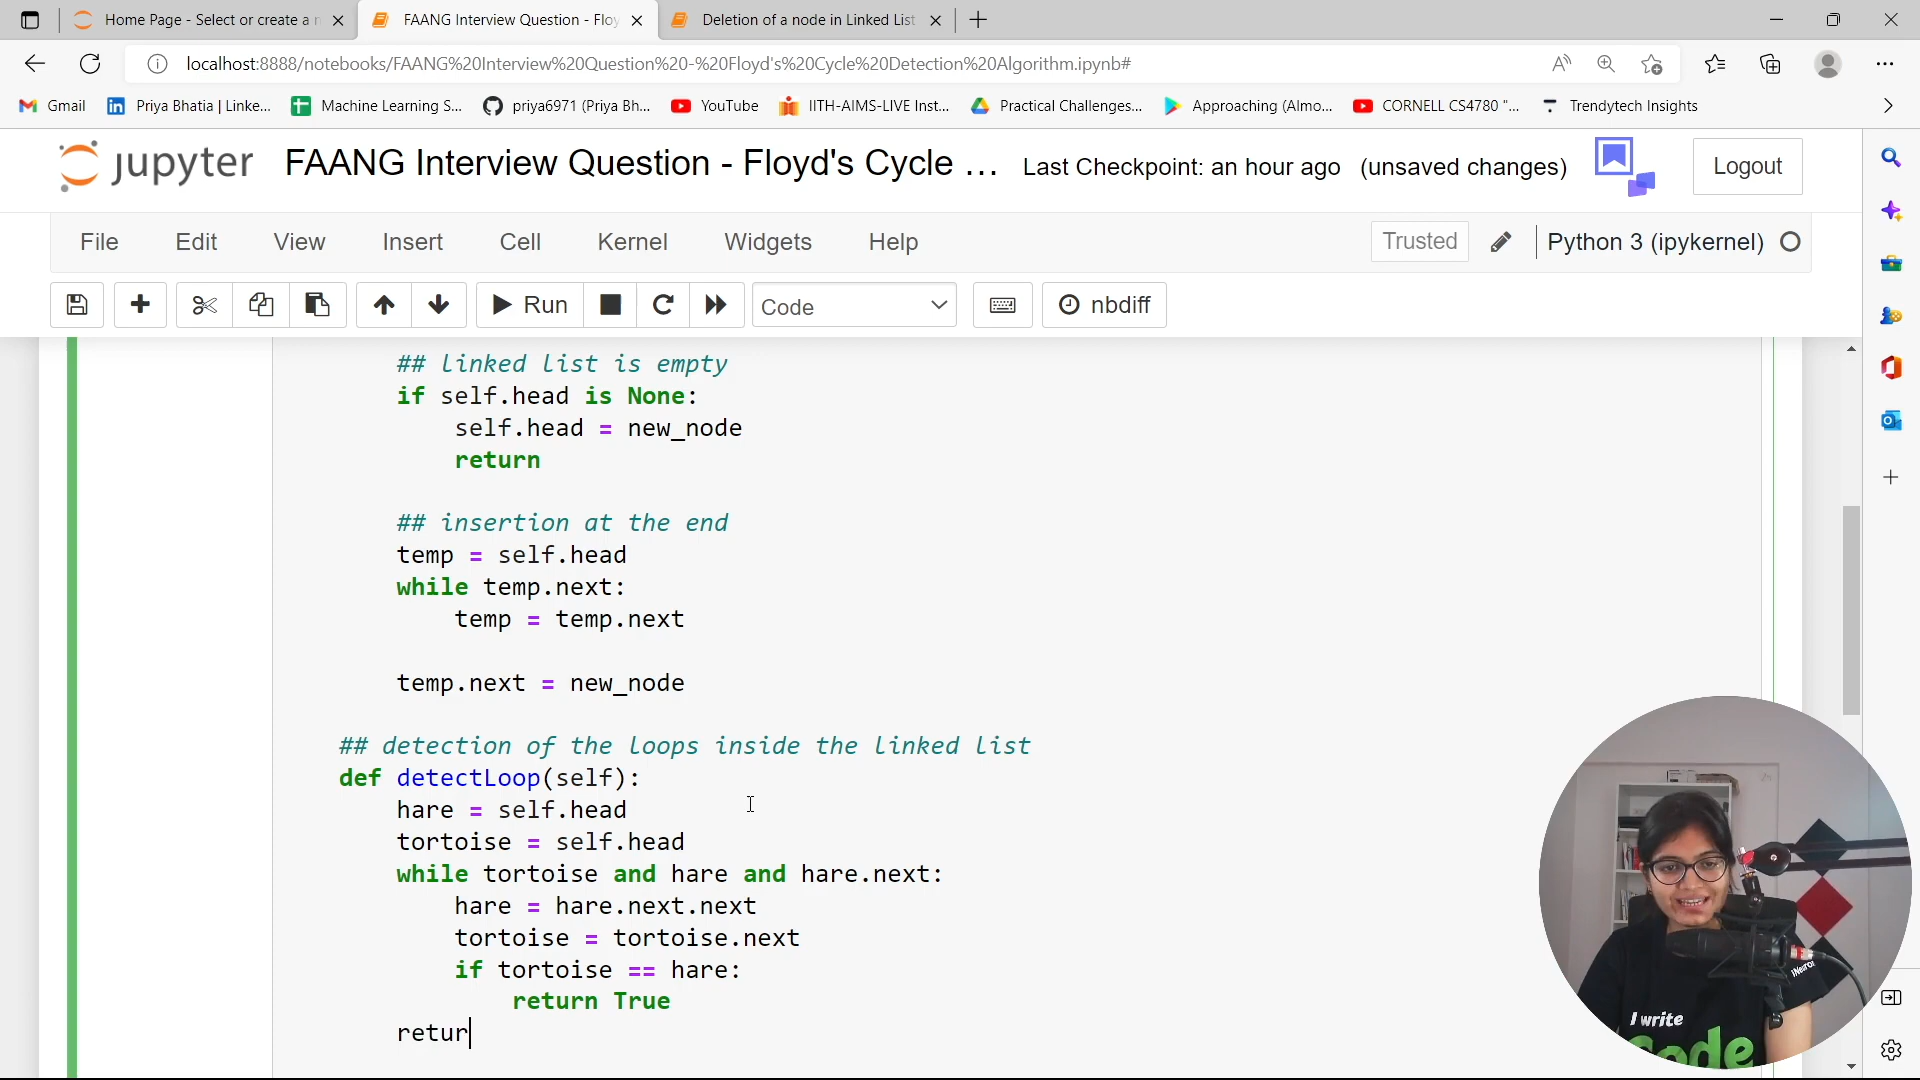 Home Page - Select or create a n
FAANG Interview Question - Floy
Deletion of a node in Linked List
localhost:8888/notebooks/FAANG%20Interview%20Question%20-%20Floyd's%20Cycle%20Detection%20Algorithm.ipynb#
Gmail
Priya Bhatia | Linke...
Machine Learning S...
priya6971 (Priya Bh...
YouTube
IITH-AIMS-LIVE Inst...
Practical Challenges...
Approaching (Almo...
CORNELL CS4780 "...
Trendytech Insights
jupyter
FAANG Interview Question - Floyd's Cycle ...
Last Checkpoint: an hour ago (unsaved changes)
Logout
File
Edit
View
Insert
Cell
Kernel
Widgets
Help
Trusted
Python 3 (ipykernel)
Run
Code
nbdiff
## linked list is empty
if self.head is None:
self.head = new_node
return
## insertion at the end
temp = self.head
while temp.next:
temp = temp.next
temp.next = new_node
## detection of the loops inside the linked list
def detectLoop(self):
hare = self.head
tortoise = self.head
while tortoise and hare and hare.next:
hare = hare.next.next
tortoise = tortoise.next
if tortoise == hare:
return True
retur
iNeuron
I write
Code